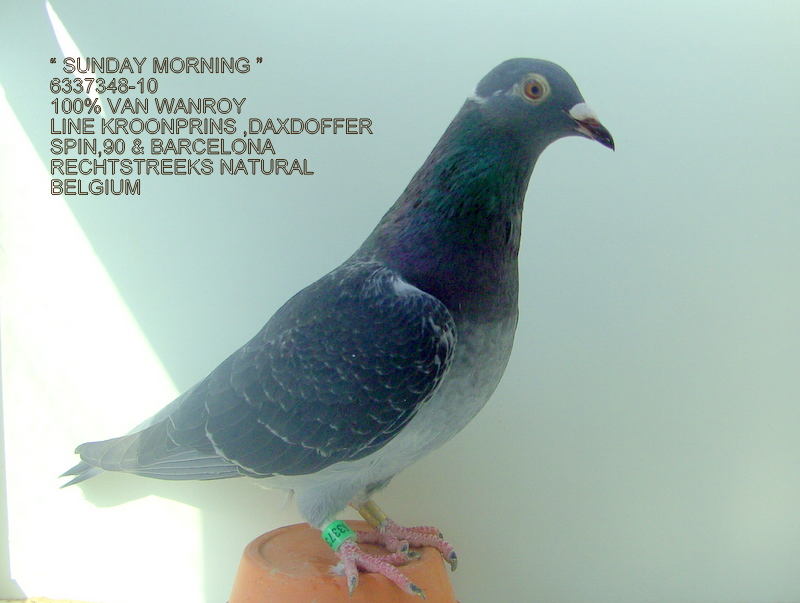 “ SUNDAY MORNING ”
6337348-10
100% VAN WANROY
LINE KROONPRINS ,DAXDOFFER
SPIN,90 & BARCELONA
RECHTSTREEKS NATURAL
BELGIUM